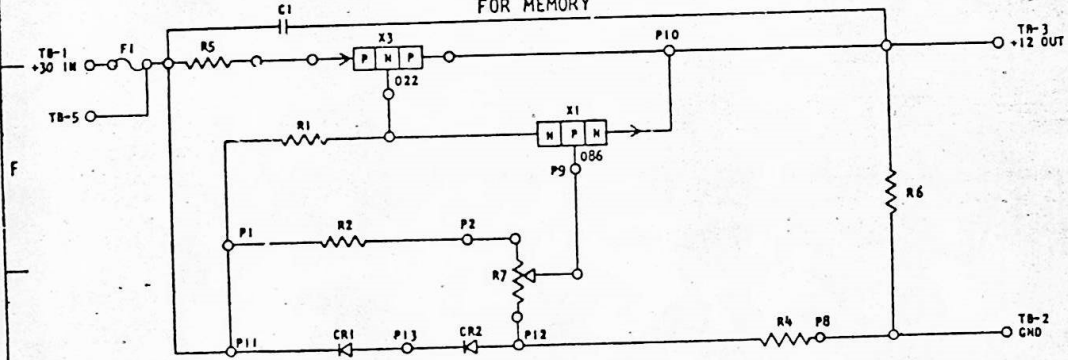 FOR MEMORY
C1
TB-1
+30 IN
F1
R5
X3
P N P
022
P10
TA-3
+12 OUT
TB-5
R1
X1
N P N
086
P9
F
R6
P1
R2
P2
R7
P11
CR1
P13
CR2
P12
R4
P8
TB-2
GND